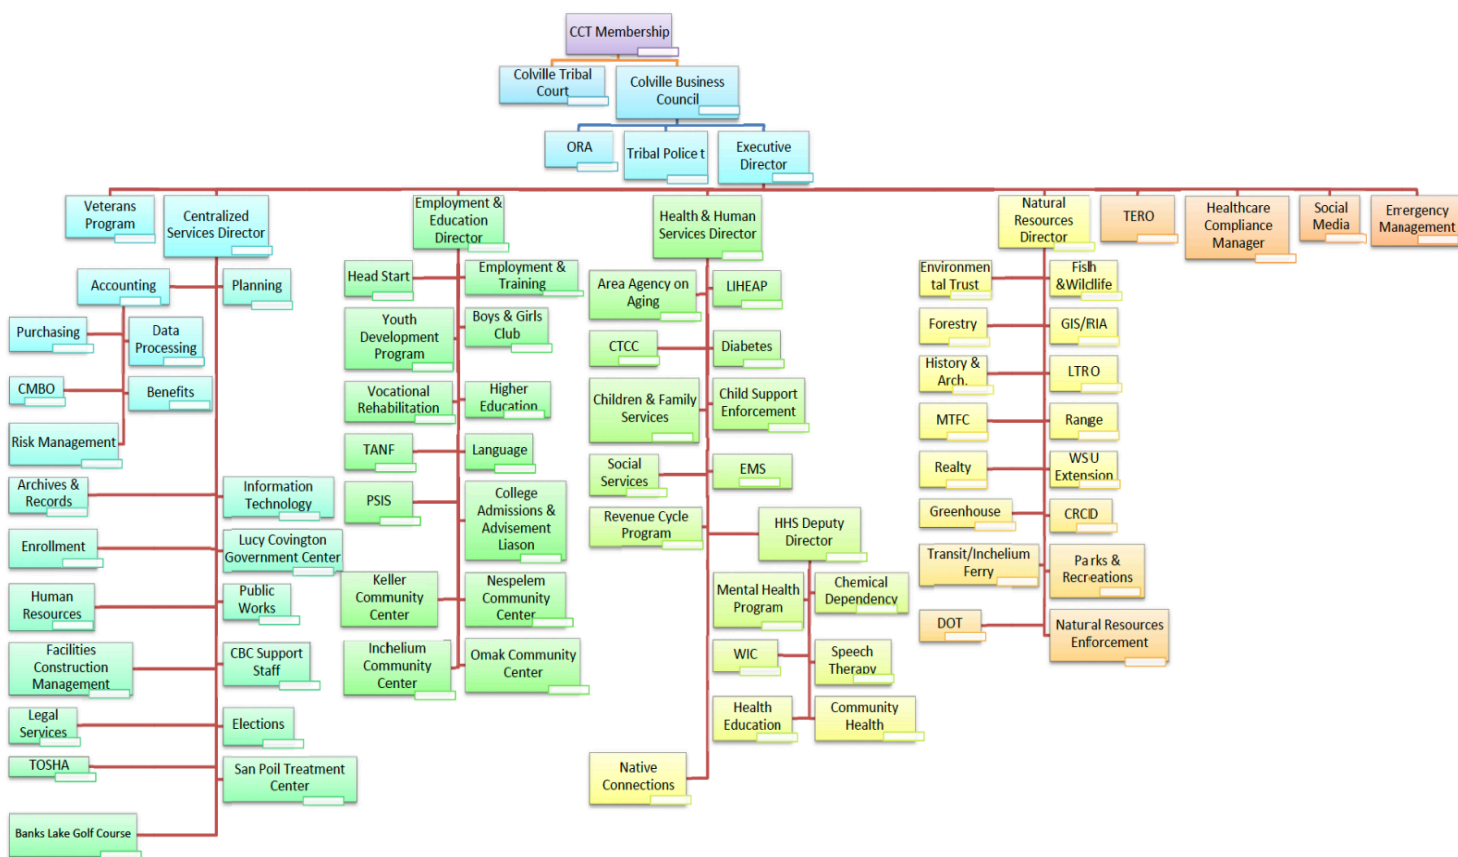 CCT Membership
Colville Tribal
Court
Colville Business
Council
ORA
Tribal Police t
Executive
Director
Veterans
Program
Centralized
Services Director
Employment &
Education
Director
Health & Human
Services Director
Natural
Resources
Director
TERO
Healthcare
Compliance
Manager
Social
Media
Emergency
Management
Accounting
Planning
Purchasing
Data
Processing
CMBO
Benefits
Risk Management
Archives &
Records
Information
Technology
Enrollment
Lucy Covington
Government Center
Human
Resources
Public
Works
Facilities
Construction
Management
CBC Support
Staff
Legal
Services
Elections
TOSHA
San Poil Treatment
Center
Banks Lake Golf Course
Head Start
Employment &
Training
Youth
Development
Program
Boys & Girls
Club
Vocational
Rehabilitation
Higher
Education
TANF
Language
PSIS
College
Admissions &
Advisement
Liason
Keller
Community
Center
Nespelem
Community
Center
Inchelium
Community
Center
Omak Community
Center
Area Agency on
Aging
LIHEAP
CTCC
Diabetes
Children & Family
Services
Child Support
Enforcement
Social
Services
EMS
Revenue Cycle
Program
HHS Deputy
Director
Mental Health
Program
Chemical
Dependency
WIC
Speech
Therapy
Health
Education
Community
Health
Native
Connections
Environmen
tal Trust
Fish
&Wildlife
Forestry
GIS/RIA
History &
Arch.
LTRO
MTFC
Range
Realty
WSU
Extension
Greenhouse
CRCID
Transit/Inchelium
Ferry
Parks &
Recreations
DOT
Natural Resources
Enforcement